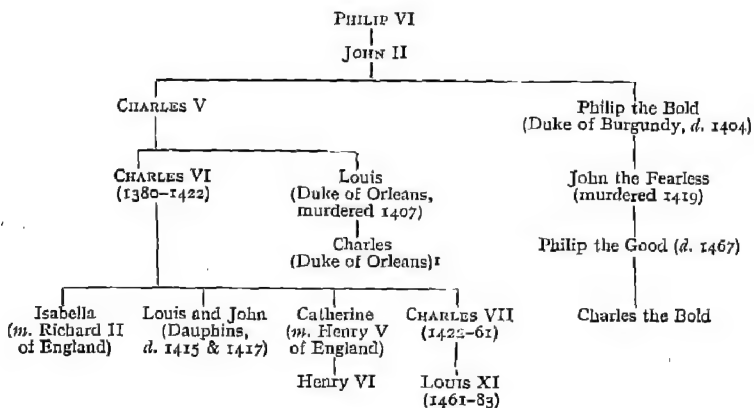 PHILIP VI
JOHN II
CHARLES V
Philip the Bold
(Duke of Burgundy, d. 1404)
CHARLES VI
(1380-1422)
Louis
(Duke of Orleans,
murdered 1407)
John the Fearless
(murdered 1419)
Charles
(Duke of Orleans)¹
Philip the Good (d. 1467)
Isabella
(m. Richard II
of England)
Louis and John
(Dauphins,
d. 1415 & 1417)
Catherine
(m. Henry V
of England)
CHARLES VII
(1422-61)
Charles the Bold
Henry VI
LOUIS XI
(1461-83)